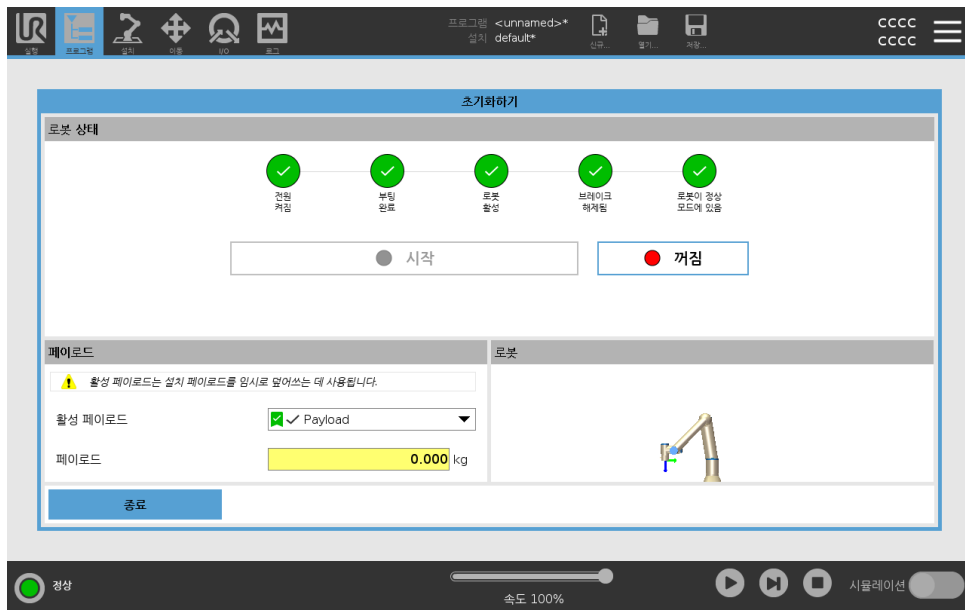 프로그램 <unnamed>*
설치 default*
cccc
cccc
실행
프로그램
설치
이동
I/O
로그
신규...
열기...
저장...
초기화하기
로봇 상태
전원
켜짐
부팅
완료
로봇
활성
브레이크
해제됨
로봇이 정상
모드에 있음
시작
꺼짐
페이로드
로봇
활성 페이로드는 설치 페이로드를 임시로 덮어쓰는 데 사용됩니다.
활성 페이로드
Payload
페이로드
0.000 kg
종료
정상
속도 100%
시뮬레이션